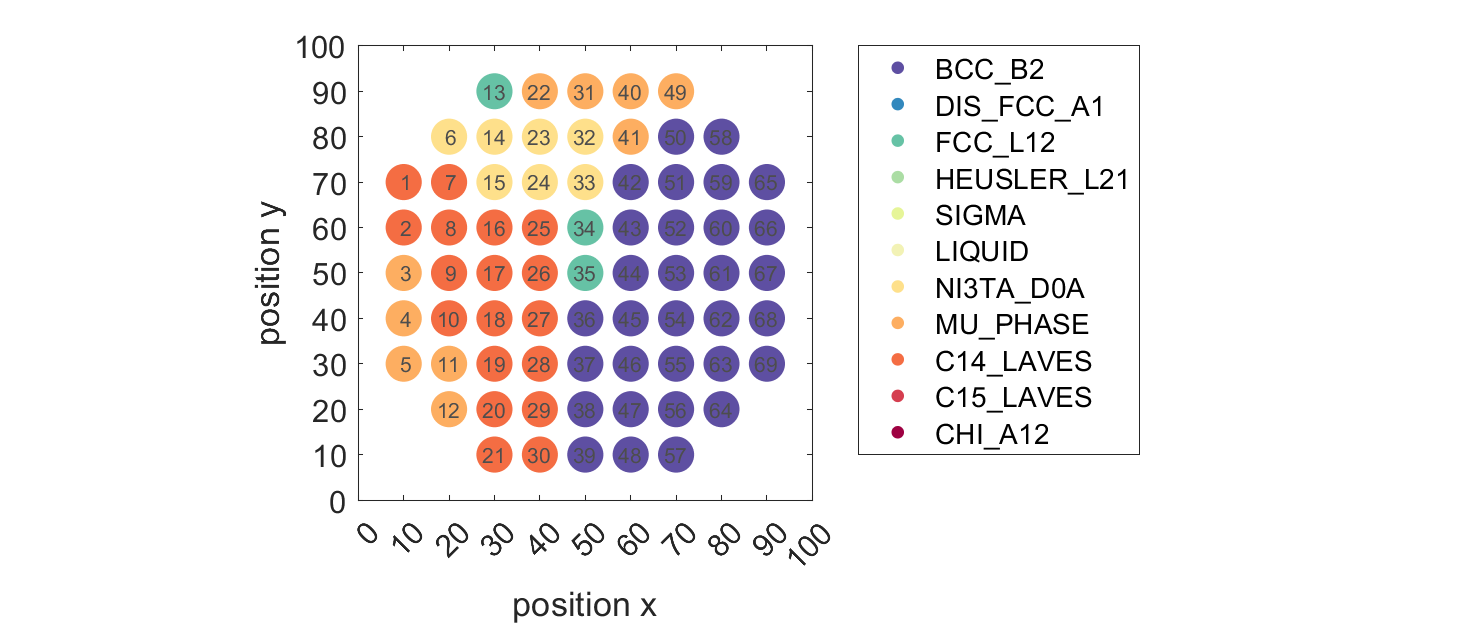 100
90
80
70
60
50
40
30
20
10
0
position y
13 22 31 40 49
6 14 23 32 41 50 58
1 7 15 24 33 42 51 59 65
2 8 16 25 34 43 52 60 66
3 9 17 26 35 44 53 61 67
4 10 18 27 36 45 54 62 68
5 11 19 28 37 46 55 63 69
12 20 29 38 47 56 64
21 30 39 48 57
0 10 20 30 40 50 60 70 80 90 100
position x
BCC_B2
DIS_FCC_A1
FCC_L12
HEUSLER_L21
SIGMA
LIQUID
NI3TA_D0A
MU_PHASE
C14_LAVES
C15_LAVES
CHI_A12